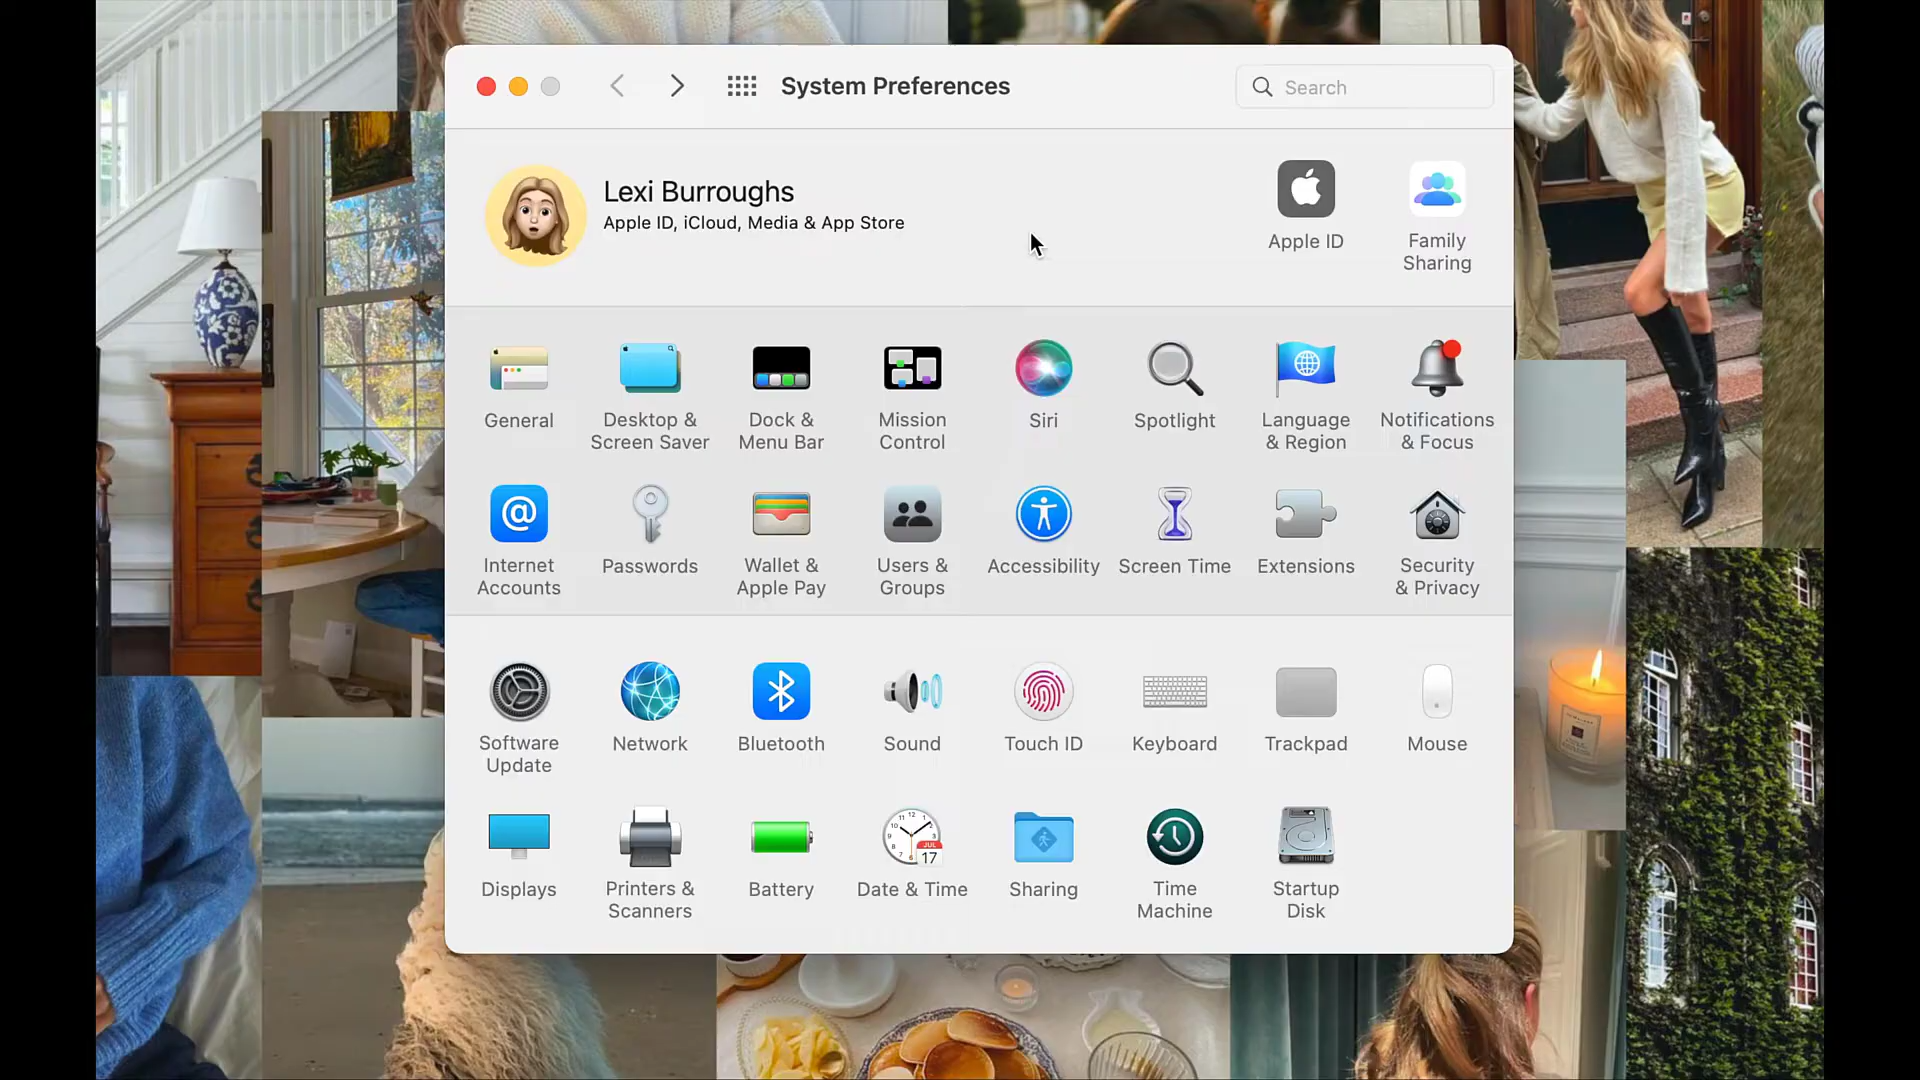 System Preferences
Search
Lexi Burroughs
Apple ID, iCloud, Media & App Store
Apple ID
Family
Sharing
General
Desktop &
Screen Saver
Dock &
Menu Bar
Mission
Control
Siri
Spotlight
Language
& Region
Notifications
& Focus
Internet
Accounts
Passwords
Wallet &
Apple Pay
Users &
Groups
Accessibility
Screen Time
Extensions
Security
& Privacy
Software
Update
Network
Bluetooth
Sound
Touch ID
Keyboard
Trackpad
Mouse
Displays
Printers &
Scanners
Battery
JUL
17
Date & Time
Sharing
Time
Machine
Startup
Disk